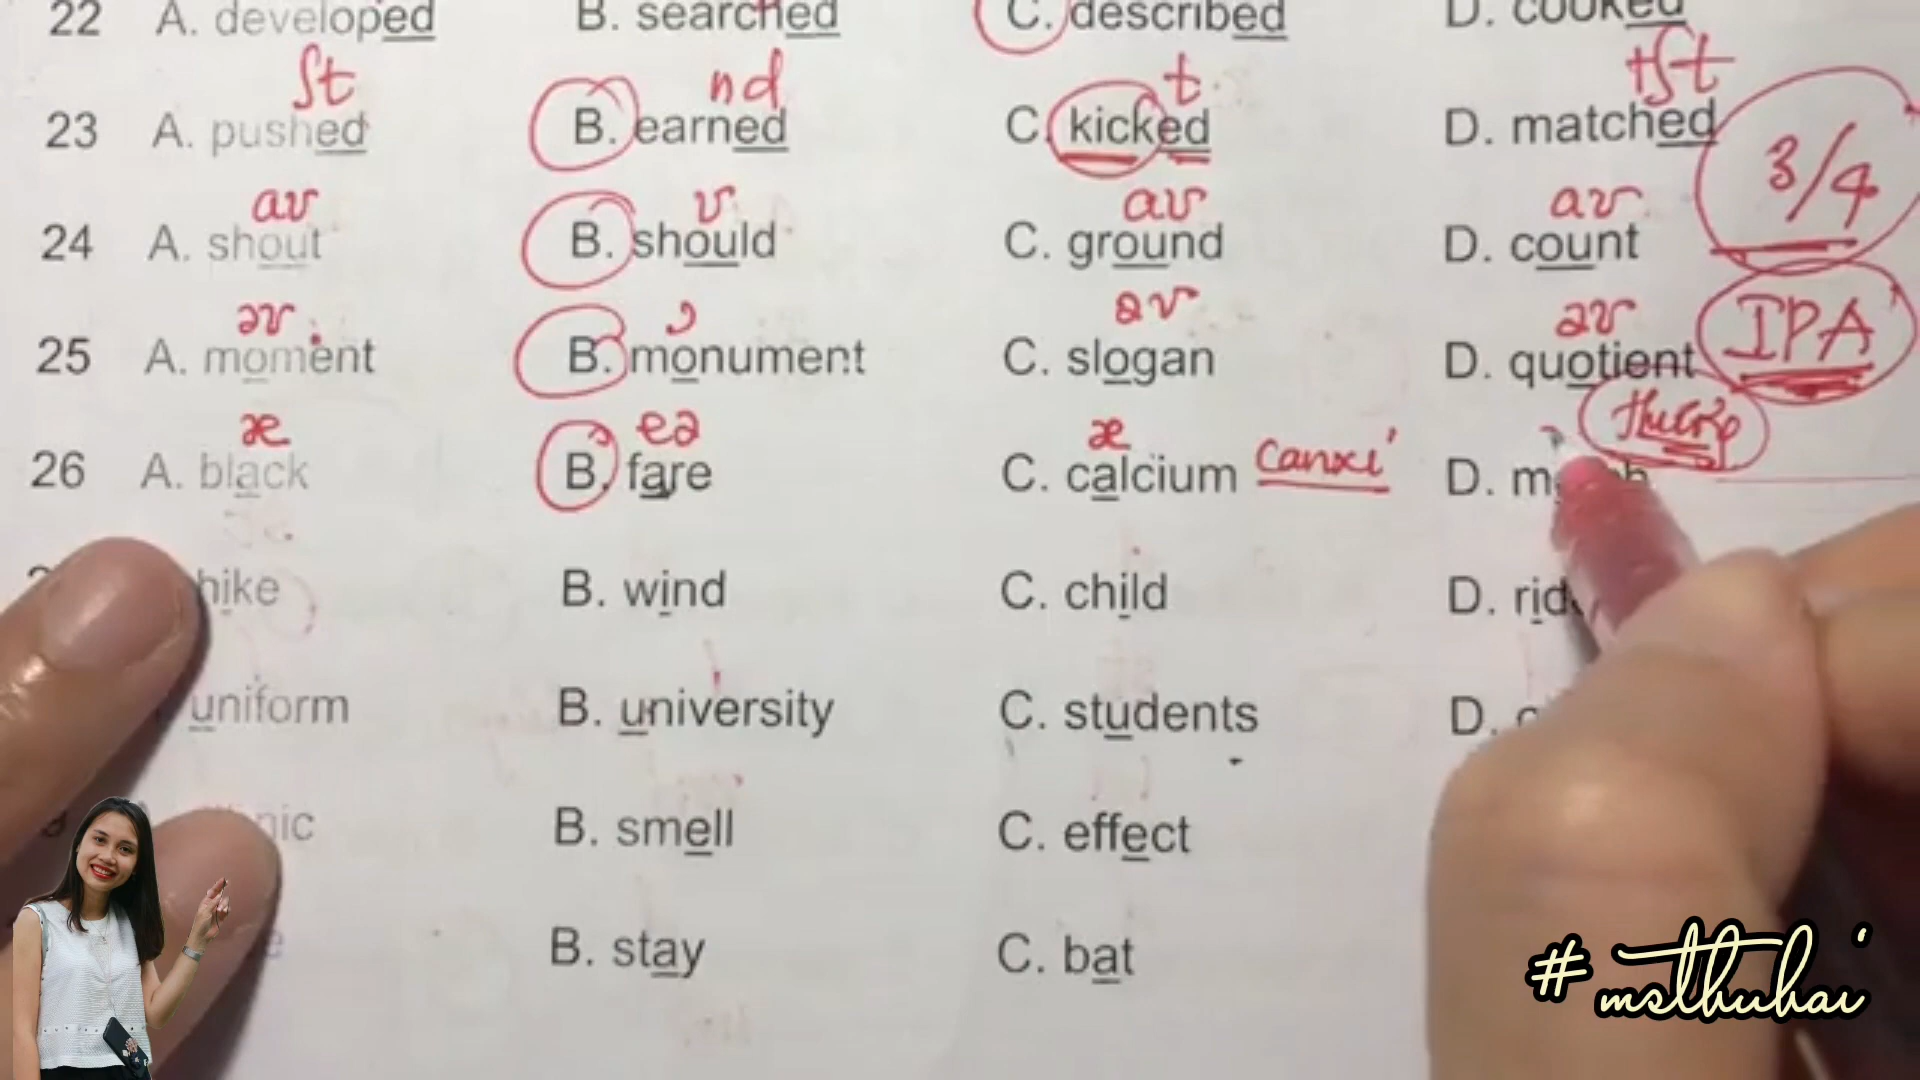 22 A. developed B. searched C. described D. cooked
ʃt nd t tʃt
23 A. pushed B. earned C. kicked D. matched
3/4
aʊ ʊ aʊ aʊ
24 A. shout B. should C. ground D. count
əʊ ɔ əʊ əʊ
25 A. moment B. monument C. slogan D. quotient
IPA
æ eə æ
26 A. black B. fare C. calcium canxi
D.
hike B. wind C. child D.
uniform B. university C. students D.
B. smell C. effect
B. stay C. bat
# msthuhai